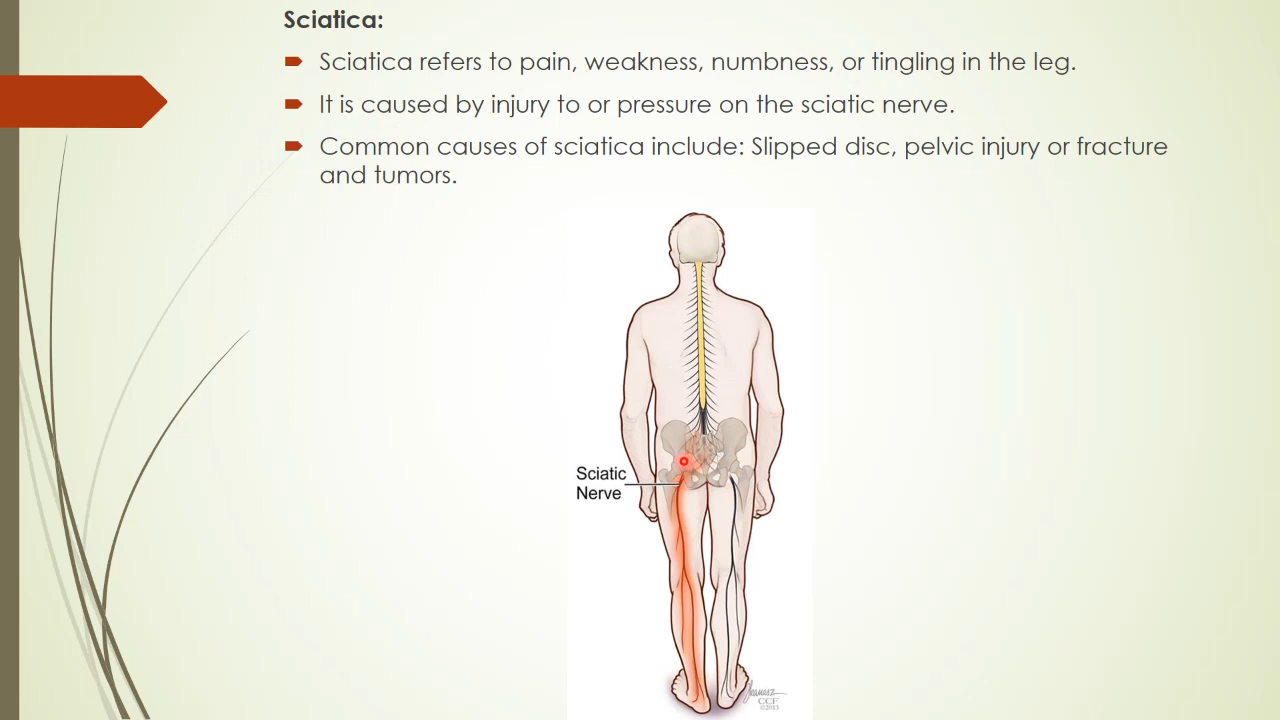 Sciatica:
Sciatica refers to pain, weakness, numbness, or tingling in the leg.
It is caused by injury to or pressure on the sciatic nerve.
Common causes of sciatica include: Slipped disc, pelvic injury or fracture
and tumors.
Sciatic
Nerve
CCF
©2013